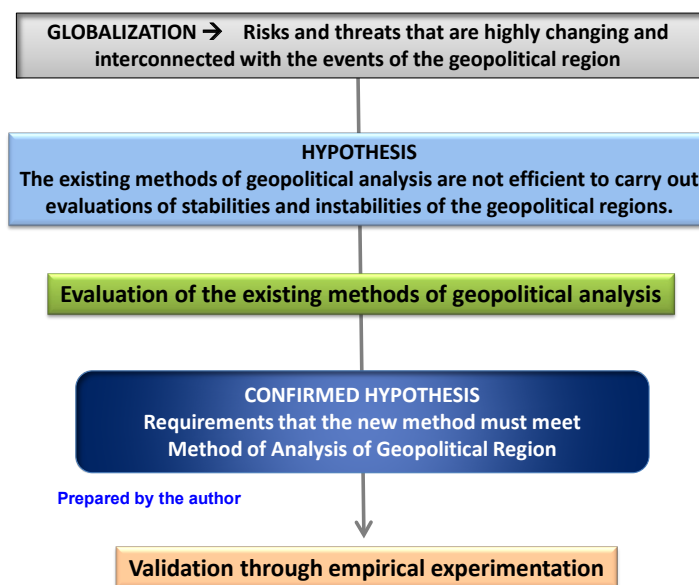 GLOBALIZATION → Risks and threats that are highly changing and
interconnected with the events of the geopolitical region
HYPOTHESIS
The existing methods of geopolitical analysis are not efficient to carry out
evaluations of stabilities and instabilities of the geopolitical regions.
Evaluation of the existing methods of geopolitical analysis
CONFIRMED HYPOTHESIS
Requirements that the new method must meet
Method of Analysis of Geopolitical Region
Prepared by the author
Validation through empirical experimentation